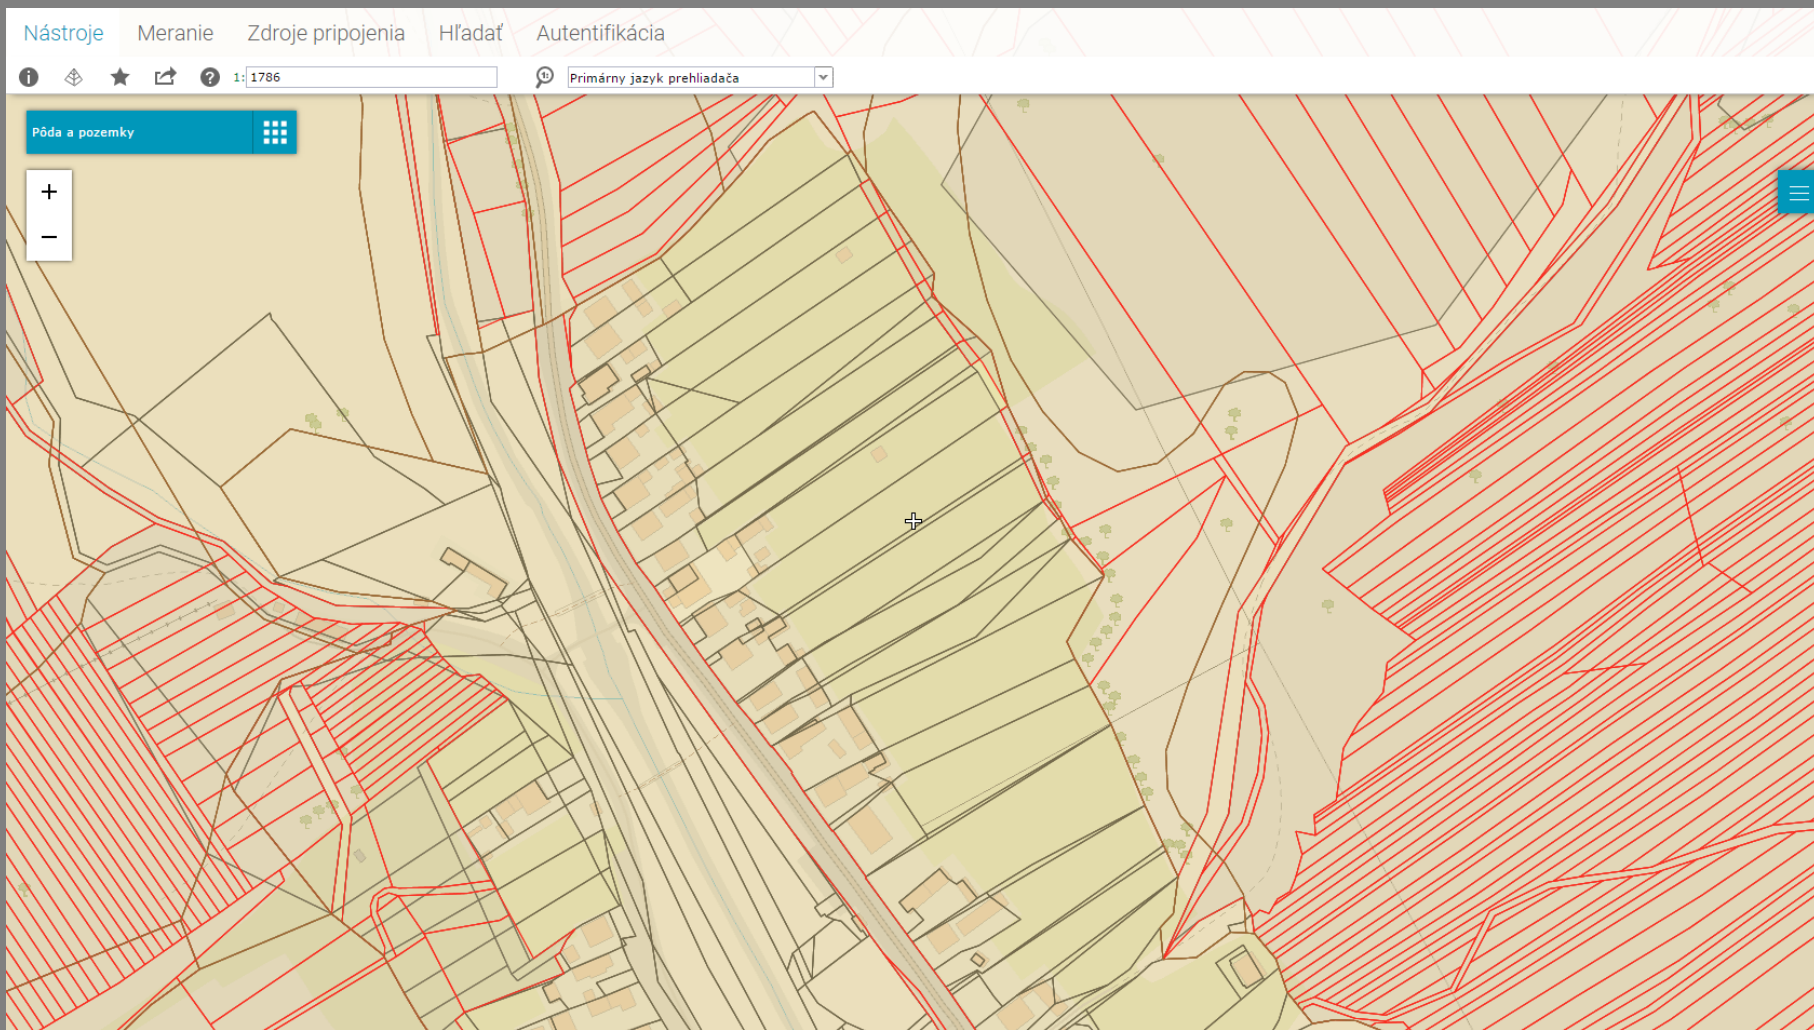 Nástroje Meranie Zdroje pripojenia Hľadať Autentifikácia
1: 1786 Primárny jazyk prehliadača
Pôda a pozemky